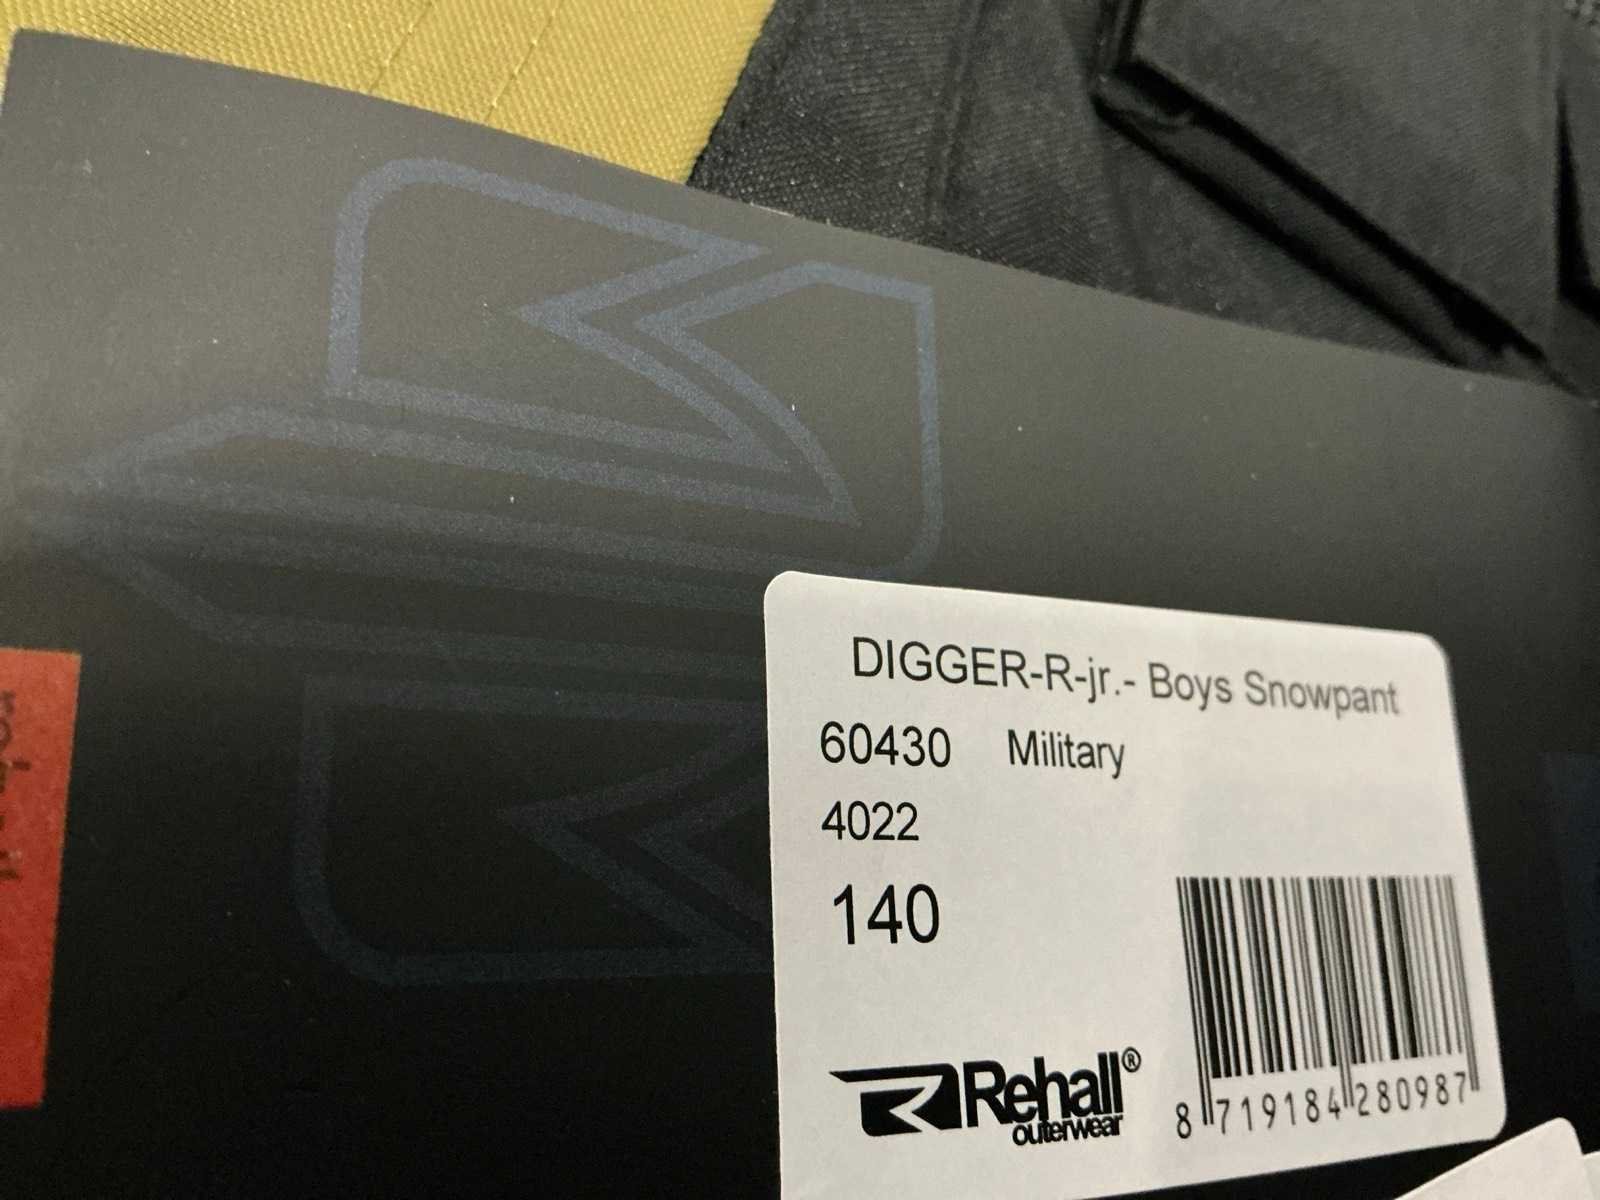 DIGGER-R-jr.- Boys Snowpant
60430 Military
4022
140
Rehall®
outerwear
8 719184 280987